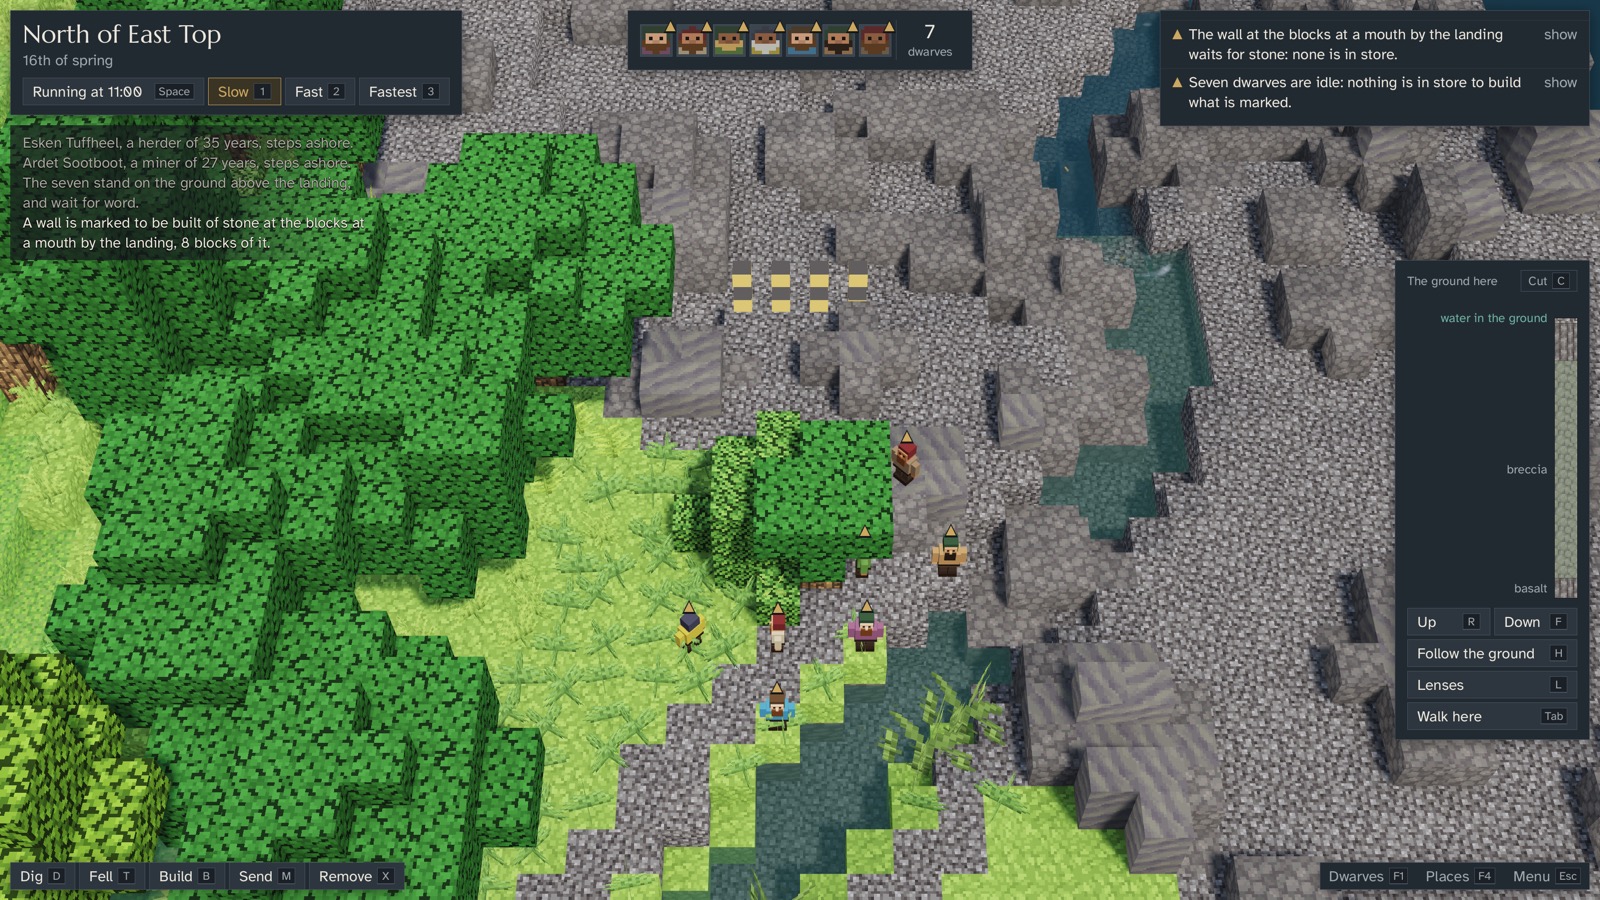 North of East Top
16th of spring
Running at 11:00 Space
Slow 1
Fast 2
Fastest 3
Esken Tuffheel, a herder of 35 years, steps ashore.
Ardet Sootboot, a miner of 27 years, steps ashore.
The seven stand on the ground above the landing,
and wait for word.
A wall is marked to be built of stone at the blocks at
a mouth by the landing, 8 blocks of it.
7
dwarves
The wall at the blocks at a mouth by the landing
waits for stone: none is in store.
show
Seven dwarves are idle: nothing is in store to build
what is marked.
show
The ground here
Cut C
water in the ground
breccia
basalt
Up R
Down F
Follow the ground H
Lenses L
Walk here Tab
Dig D
Fell T
Build B
Send M
Remove X
Dwarves F1
Places F4
Menu Esc